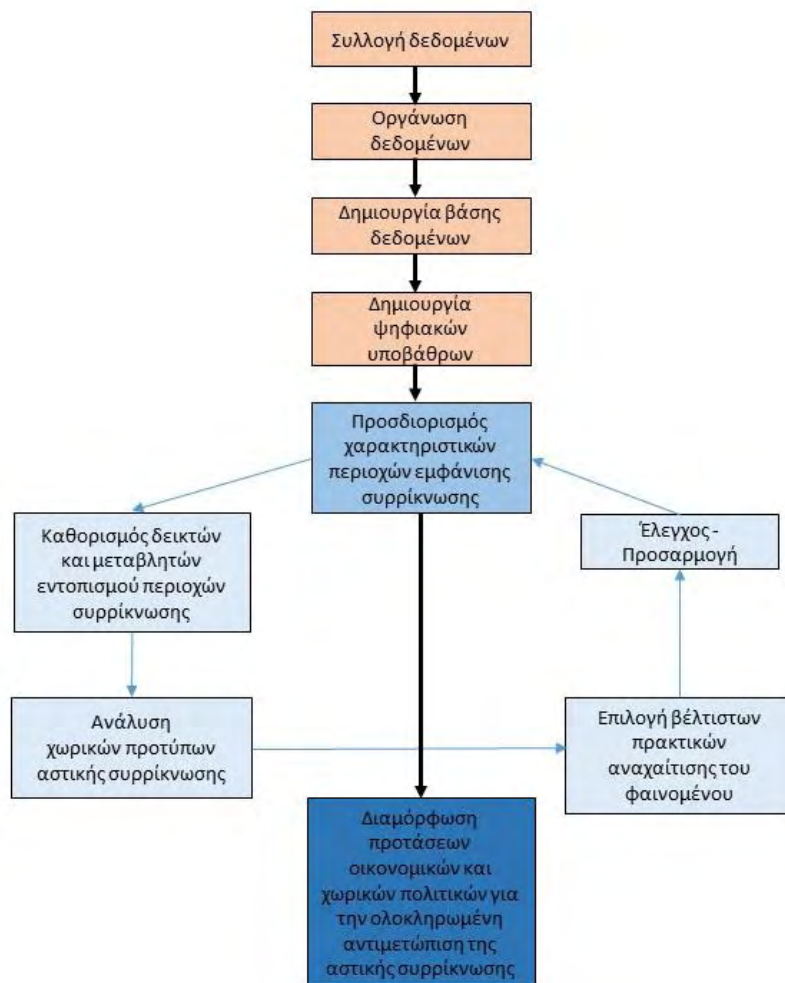 Συλλογή δεδομένων
Οργάνωση
δεδομένων
Δημιουργία βάσης
δεδομένων
Δημιουργία
ψηφιακών
υποβάθρων
Προσδιορισμός
χαρακτηριστικών
περιοχών εμφάνισης
συρρίκνωσης
Καθορισμός δεικτών
και μεταβλητών
εντοπισμού περιοχών
συρρίκνωσης
Έλεγχος -
Προσαρμογή
Ανάλυση
χωρικών προτύπων
αστικής συρρίκνωσης
Επιλογή βέλτιστων
πρακτικών
αναχαίτισης του
φαινομένου
Διαμόρφωση
προτάσεων
οικονομικών και
χωρικών πολιτικών για
την ολοκληρωμένη
αντιμετώπιση της
αστικής συρρίκνωσης